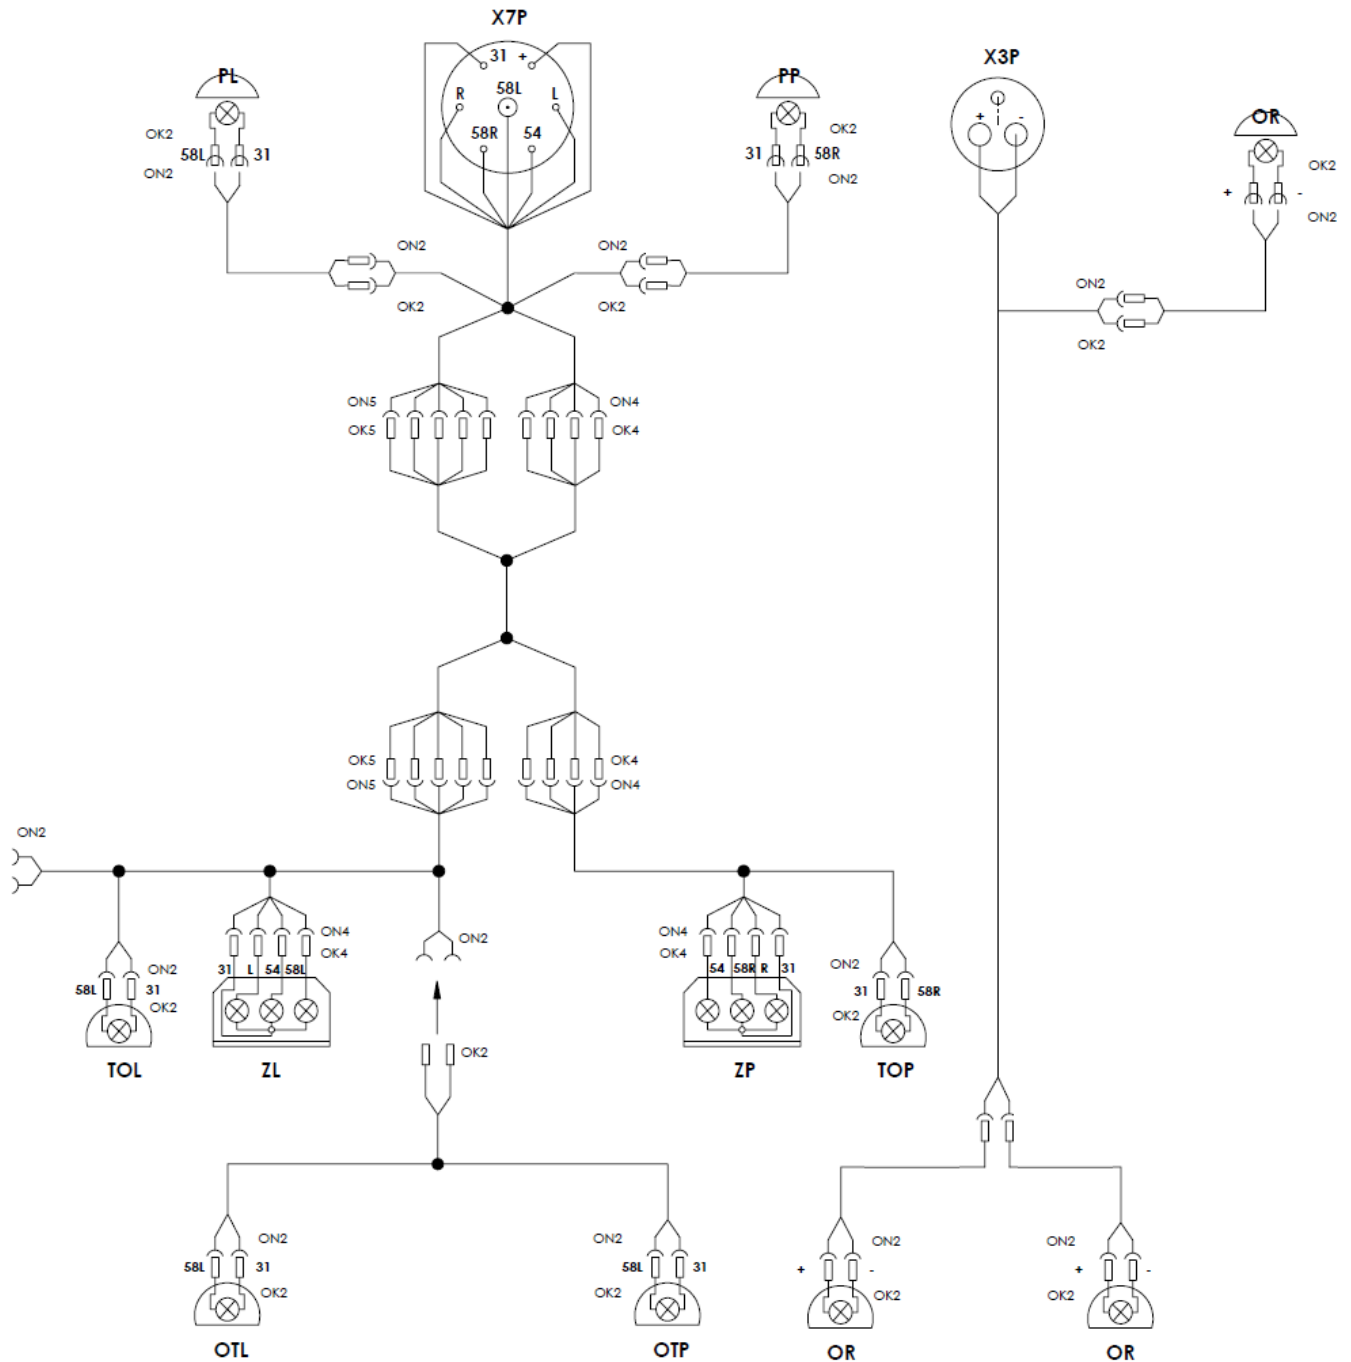 X7P
X3P
PL
PP
OR
31 +
R 58L L
58R 54
+ -
OK2
58L 31
ON2
OK2
31 58R
ON2
OK2
+ -
ON2
ON2
OK2
ON2
OK2
ON2
OK2
ON5
OK5
ON4
OK4
OK5
ON5
OK4
ON4
ON2
ON2
58L 31
OK2
TOL
ON4
OK4
31 L 54 58L
ZL
ON2
OK2
ON4
OK4
54 58R R 31
ZP
ON2
31 58R
OK2
TOP
ON2
58L 31
OK2
OTL
ON2
58L 31
OK2
OTP
ON2
+ -
OK2
OR
ON2
+ -
OK2
OR